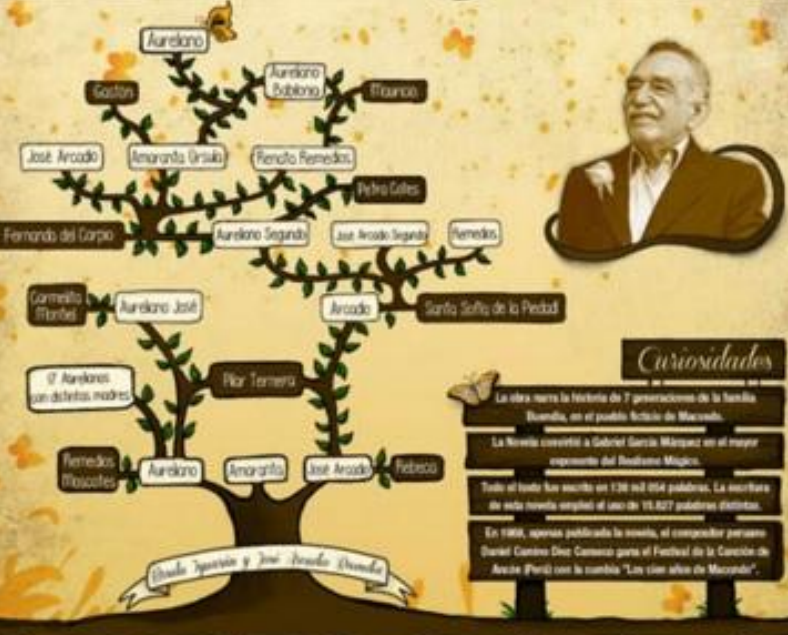 Aureliano
Aureliano
Babilonia
Gastón
Mauricio
José Arcadio
Amaranta Úrsula
Renata Remedios
Petra Cotes
Fernanda del Carpio
Aureliano Segundo
José Arcadio Segundo
Remedios
Carmelita
Montiel
Aureliano José
Arcadio
Santa Sofía de la Piedad
17 Aurelianos
con distintas madres
Pilar Ternera
Remedios
Moscotes
Aureliano
Amaranta
José Arcadio
Rebeca
Úrsula Iguarán y José Arcadio Buendía
Curiosidades
La obra narra la historia de 7 generaciones de la familia
Buendía, en el pueblo ficticio de Macondo.
La Novela convirtió a Gabriel García Márquez en el mayor
exponente del Realismo Mágico.
Todo el texto fue escrito en palabras. La escritura
de esta novela empleó el uso de 15.827 palabras distintas.
En apenas publicada la novela, el compositor peruano
Daniel Camino Diez Canseco gana el Festival de la Canción de
Ancón (Perú) con la cumbia "Los cien años de Macondo".